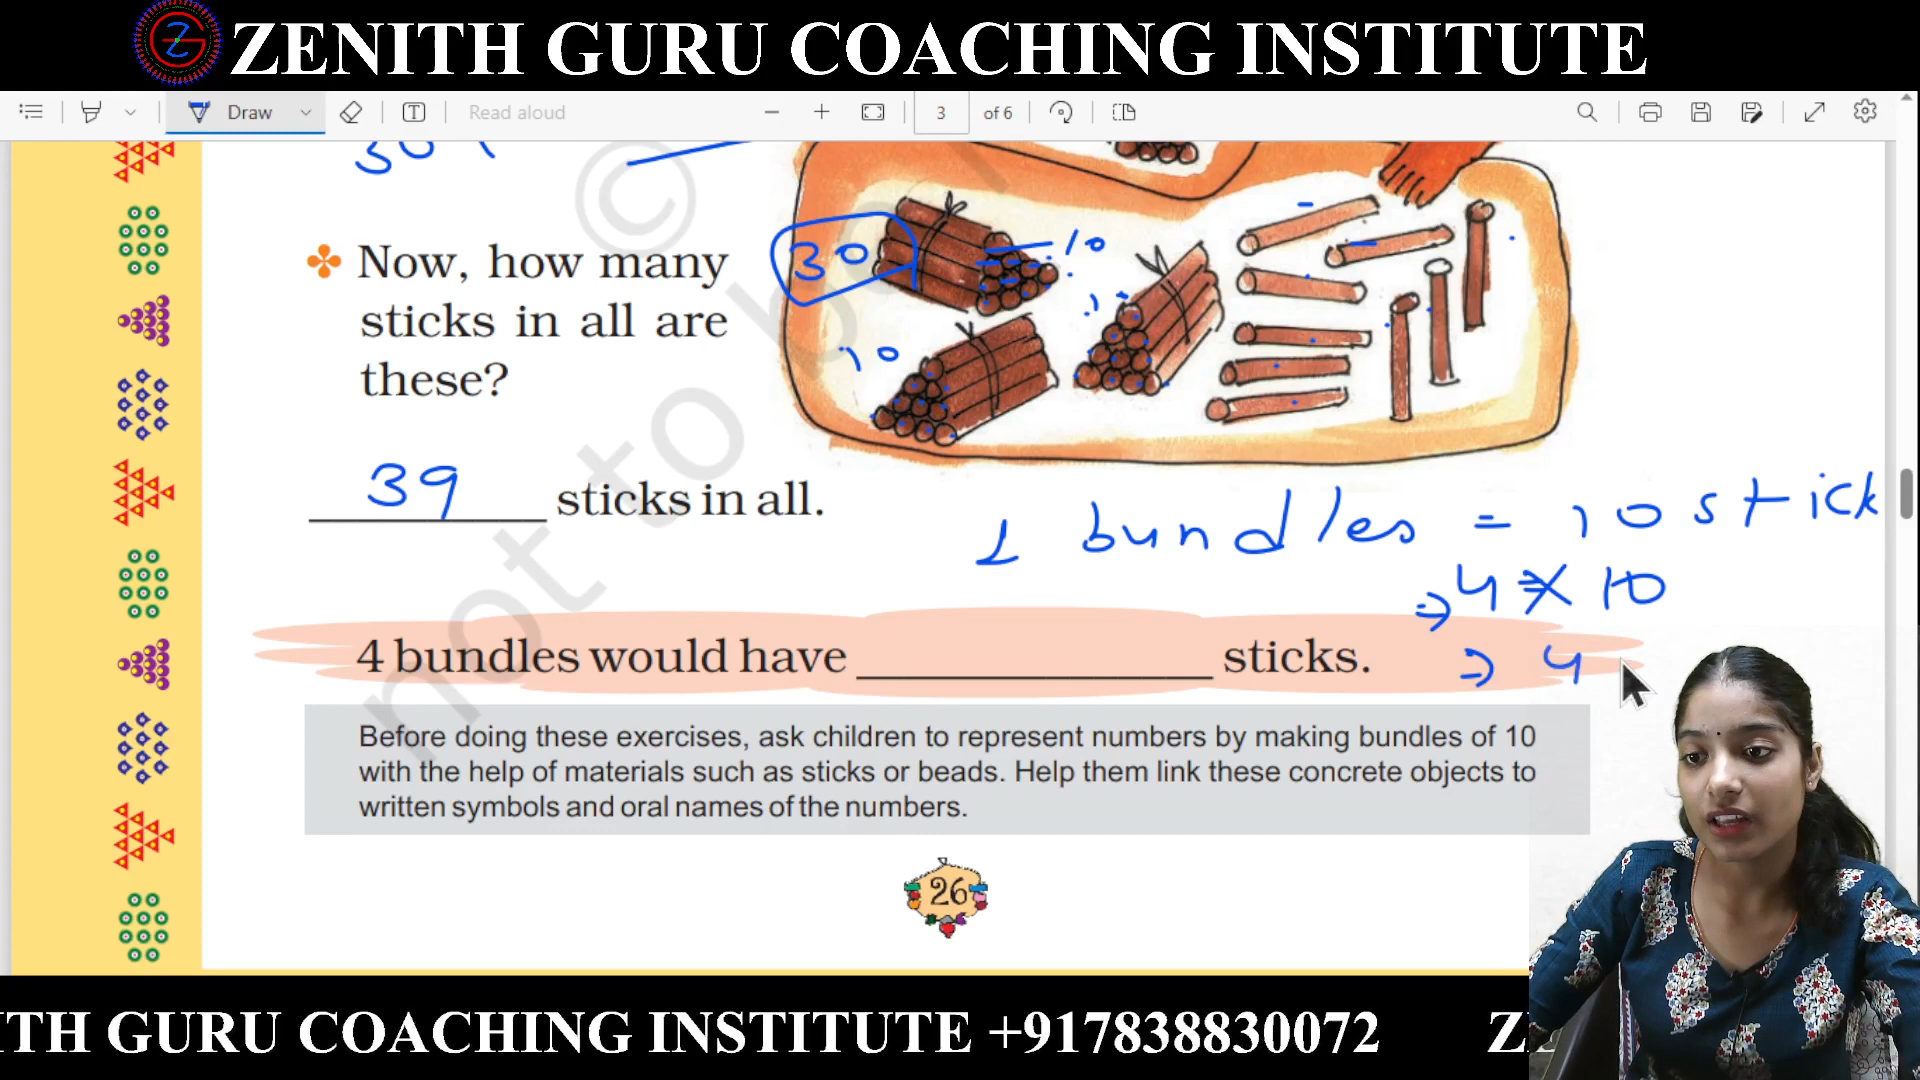 ZENITH GURU COACHING INSTITUTE
Draw
T
Read aloud
3
of 6
30
10
Now, how many
sticks in all are
these?
10
39 sticks in all.
1 bundles = 10 stick
⇒ 4 × 10
4 bundles would have ____________ sticks.
⇒ 4
Before doing these exercises, ask children to represent numbers by making bundles of 10
with the help of materials such as sticks or beads. Help them link these concrete objects to
written symbols and oral names of the numbers.
26
not to be
©
ITH GURU COACHING INSTITUTE +917838830072 Z